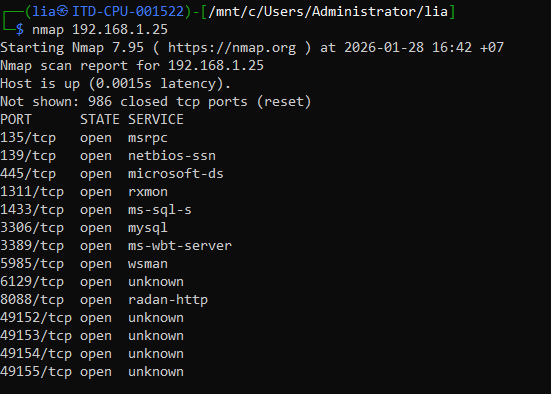 ┌──(lia㉿ITD-CPU-001522)-[/mnt/c/Users/Administrator/lia]
└─$ nmap 192.168.1.25
Starting Nmap 7.95 ( https://nmap.org ) at 2026-01-28 16:42 +07
Nmap scan report for 192.168.1.25
Host is up (0.0015s latency).
Not shown: 986 closed tcp ports (reset)
PORT      STATE SERVICE
135/tcp   open  msrpc
139/tcp   open  netbios-ssn
445/tcp   open  microsoft-ds
1311/tcp  open  rxmon
1433/tcp  open  ms-sql-s
3306/tcp  open  mysql
3389/tcp  open  ms-wbt-server
5985/tcp  open  wsman
6129/tcp  open  unknown
8088/tcp  open  radan-http
49152/tcp open  unknown
49153/tcp open  unknown
49154/tcp open  unknown
49155/tcp open  unknown